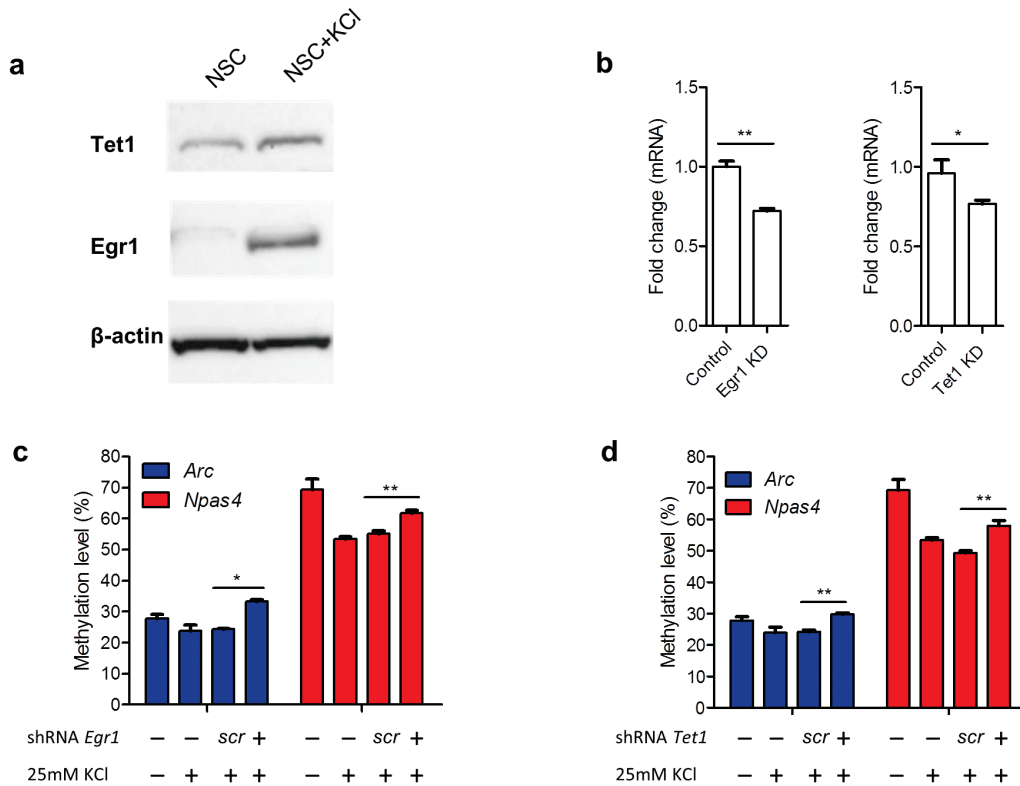 a
NSC
NSC+KCl
Tet1
Egr1
β-actin
b
Fold change (mRNA)
1.5
1.0
0.5
0.0
**
Control
Egr1 KD
Fold change (mRNA)
1.5
1.0
0.5
0.0
*
Control
Tet1 KD
c
Methylation level (%)
80
70
60
50
40
30
20
10
0
Arc
Npas4
*
**
shRNA Egr1 – – scr + – – scr +
25mM KCl – + + + – + + +
d
Methylation level (%)
80
70
60
50
40
30
20
10
0
Arc
Npas4
**
**
shRNA Tet1 – – scr + – – scr +
25mM KCl – + + + – + + +